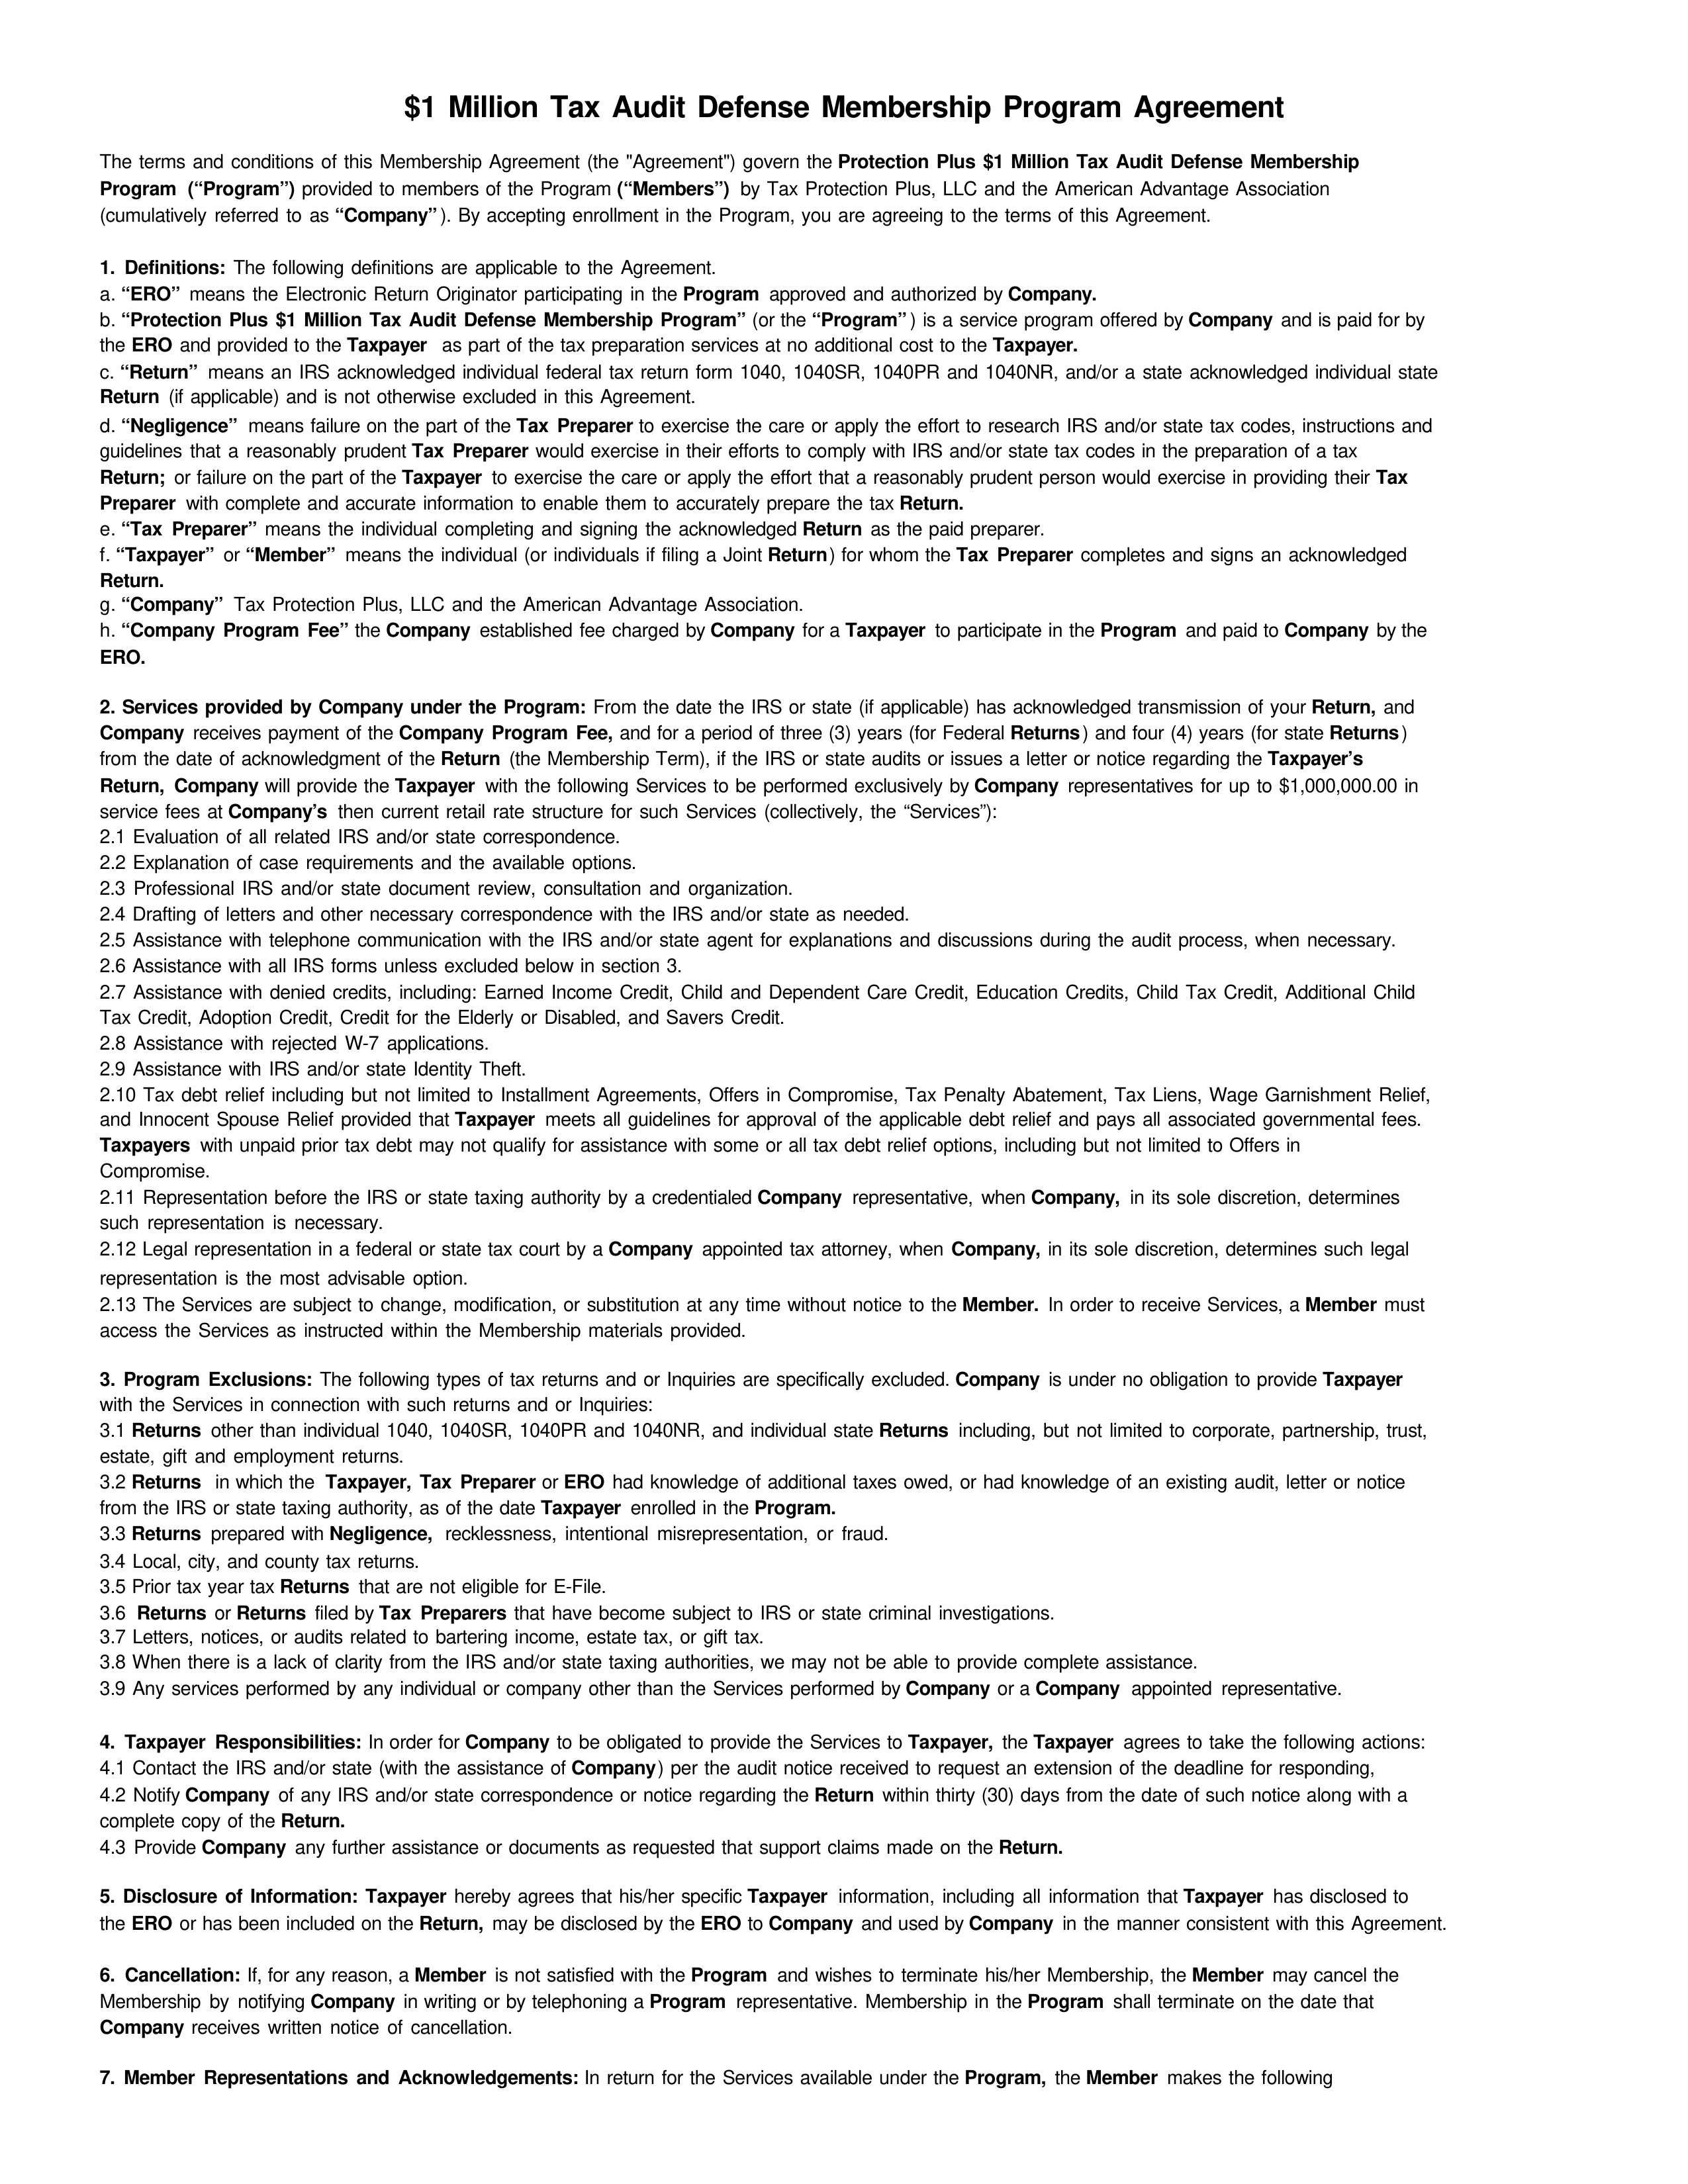 $1 Million Tax Audit Defense Membership Program Agreement
The terms and conditions of this Membership Agreement (the "Agreement") govern the Protection Plus $1 Million Tax Audit Defense Membership
Program (“Program”) provided to members of the Program (“Members”) by Tax Protection Plus, LLC and the American Advantage Association
(cumulatively referred to as “Company”). By accepting enrollment in the Program, you are agreeing to the terms of this Agreement.
1. Definitions: The following definitions are applicable to the Agreement.
a. “ERO” means the Electronic Return Originator participating in the Program approved and authorized by Company.
b. “Protection Plus $1 Million Tax Audit Defense Membership Program” (or the “Program”) is a service program offered by Company and is paid for by
the ERO and provided to the Taxpayer as part of the tax preparation services at no additional cost to the Taxpayer.
c. “Return” means an IRS acknowledged individual federal tax return form 1040, 1040SR, 1040PR and 1040NR, and/or a state acknowledged individual state
Return (if applicable) and is not otherwise excluded in this Agreement.
d. “Negligence” means failure on the part of the Tax Preparer to exercise the care or apply the effort to research IRS and/or state tax codes, instructions and
guidelines that a reasonably prudent Tax Preparer would exercise in their efforts to comply with IRS and/or state tax codes in the preparation of a tax
Return; or failure on the part of the Taxpayer to exercise the care or apply the effort that a reasonably prudent person would exercise in providing their Tax
Preparer with complete and accurate information to enable them to accurately prepare the tax Return.
e. “Tax Preparer” means the individual completing and signing the acknowledged Return as the paid preparer.
f. “Taxpayer” or “Member” means the individual (or individuals if filing a Joint Return) for whom the Tax Preparer completes and signs an acknowledged
Return.
g. “Company” Tax Protection Plus, LLC and the American Advantage Association.
h. “Company Program Fee” the Company established fee charged by Company for a Taxpayer to participate in the Program and paid to Company by the
ERO.
2. Services provided by Company under the Program: From the date the IRS or state (if applicable) has acknowledged transmission of your Return, and
Company receives payment of the Company Program Fee, and for a period of three (3) years (for Federal Returns) and four (4) years (for state Returns)
from the date of acknowledgment of the Return (the Membership Term), if the IRS or state audits or issues a letter or notice regarding the Taxpayer’s
Return, Company will provide the Taxpayer with the following Services to be performed exclusively by Company representatives for up to $1,000,000.00 in
service fees at Company’s then current retail rate structure for such Services (collectively, the “Services”):
2.1 Evaluation of all related IRS and/or state correspondence.
2.2 Explanation of case requirements and the available options.
2.3 Professional IRS and/or state document review, consultation and organization.
2.4 Drafting of letters and other necessary correspondence with the IRS and/or state as needed.
2.5 Assistance with telephone communication with the IRS and/or state agent for explanations and discussions during the audit process, when necessary.
2.6 Assistance with all IRS forms unless excluded below in section 3.
2.7 Assistance with denied credits, including: Earned Income Credit, Child and Dependent Care Credit, Education Credits, Child Tax Credit, Additional Child
Tax Credit, Adoption Credit, Credit for the Elderly or Disabled, and Savers Credit.
2.8 Assistance with rejected W-7 applications.
2.9 Assistance with IRS and/or state Identity Theft.
2.10 Tax debt relief including but not limited to Installment Agreements, Offers in Compromise, Tax Penalty Abatement, Tax Liens, Wage Garnishment Relief,
and Innocent Spouse Relief provided that Taxpayer meets all guidelines for approval of the applicable debt relief and pays all associated governmental fees.
Taxpayers with unpaid prior tax debt may not qualify for assistance with some or all tax debt relief options, including but not limited to Offers in
Compromise.
2.11 Representation before the IRS or state taxing authority by a credentialed Company representative, when Company, in its sole discretion, determines
such representation is necessary.
2.12 Legal representation in a federal or state tax court by a Company appointed tax attorney, when Company, in its sole discretion, determines such legal
representation is the most advisable option.
2.13 The Services are subject to change, modification, or substitution at any time without notice to the Member. In order to receive Services, a Member must
access the Services as instructed within the Membership materials provided.
3. Program Exclusions: The following types of tax returns and or Inquiries are specifically excluded. Company is under no obligation to provide Taxpayer
with the Services in connection with such returns and or Inquiries:
3.1 Returns other than individual 1040, 1040SR, 1040PR and 1040NR, and individual state Returns including, but not limited to corporate, partnership, trust,
estate, gift and employment returns.
3.2 Returns in which the Taxpayer, Tax Preparer or ERO had knowledge of additional taxes owed, or had knowledge of an existing audit, letter or notice
from the IRS or state taxing authority, as of the date Taxpayer enrolled in the Program.
3.3 Returns prepared with Negligence, recklessness, intentional misrepresentation, or fraud.
3.4 Local, city, and county tax returns.
3.5 Prior tax year tax Returns that are not eligible for E-File.
3.6 Returns or Returns filed by Tax Preparers that have become subject to IRS or state criminal investigations.
3.7 Letters, notices, or audits related to bartering income, estate tax, or gift tax.
3.8 When there is a lack of clarity from the IRS and/or state taxing authorities, we may not be able to provide complete assistance.
3.9 Any services performed by any individual or company other than the Services performed by Company or a Company appointed representative.
4. Taxpayer Responsibilities: In order for Company to be obligated to provide the Services to Taxpayer, the Taxpayer agrees to take the following actions:
4.1 Contact the IRS and/or state (with the assistance of Company) per the audit notice received to request an extension of the deadline for responding,
4.2 Notify Company of any IRS and/or state correspondence or notice regarding the Return within thirty (30) days from the date of such notice along with a
complete copy of the Return.
4.3 Provide Company any further assistance or documents as requested that support claims made on the Return.
5. Disclosure of Information: Taxpayer hereby agrees that his/her specific Taxpayer information, including all information that Taxpayer has disclosed to
the ERO or has been included on the Return, may be disclosed by the ERO to Company and used by Company in the manner consistent with this Agreement.
6. Cancellation: If, for any reason, a Member is not satisfied with the Program and wishes to terminate his/her Membership, the Member may cancel the
Membership by notifying Company in writing or by telephoning a Program representative. Membership in the Program shall terminate on the date that
Company receives written notice of cancellation.
7. Member Representations and Acknowledgements: In return for the Services available under the Program, the Member makes the following